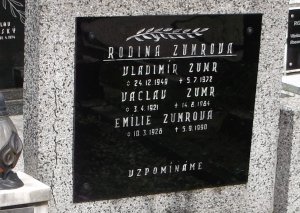 RODINA ZUMROVA
VLADIMÍR ZUMR
☆ 24.12.1949 + 5.7.1972
VÁCLAV ZUMR
☆ 3.4.1921 + 14.8.1984
EMÍLIE ZUMROVÁ
☆ 10.3.1928 + 5.9.1990
VZPOMÍNÁME